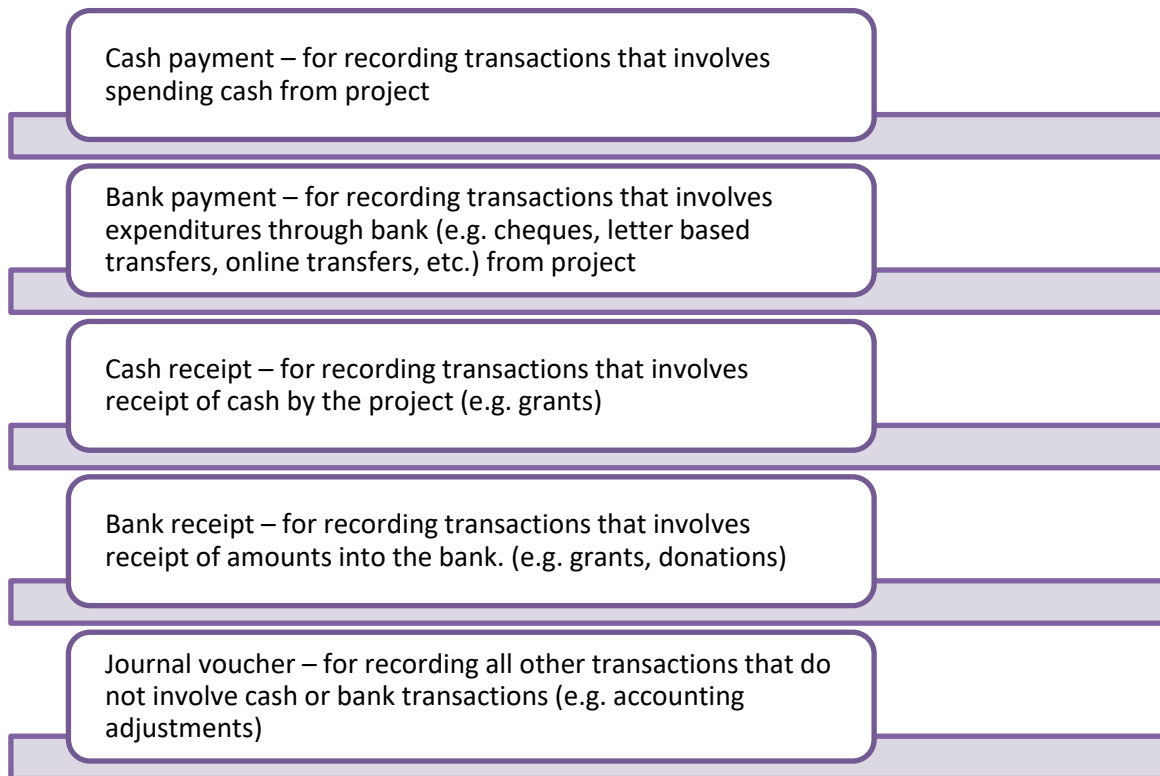 Cash payment – for recording transactions that involves
spending cash from project
Bank payment – for recording transactions that involves
expenditures through bank (e.g. cheques, letter based
transfers, online transfers, etc.) from project
Cash receipt – for recording transactions that involves
receipt of cash by the project (e.g. grants)
Bank receipt – for recording transactions that involves
receipt of amounts into the bank. (e.g. grants, donations)
Journal voucher – for recording all other transactions that do
not involve cash or bank transactions (e.g. accounting
adjustments)